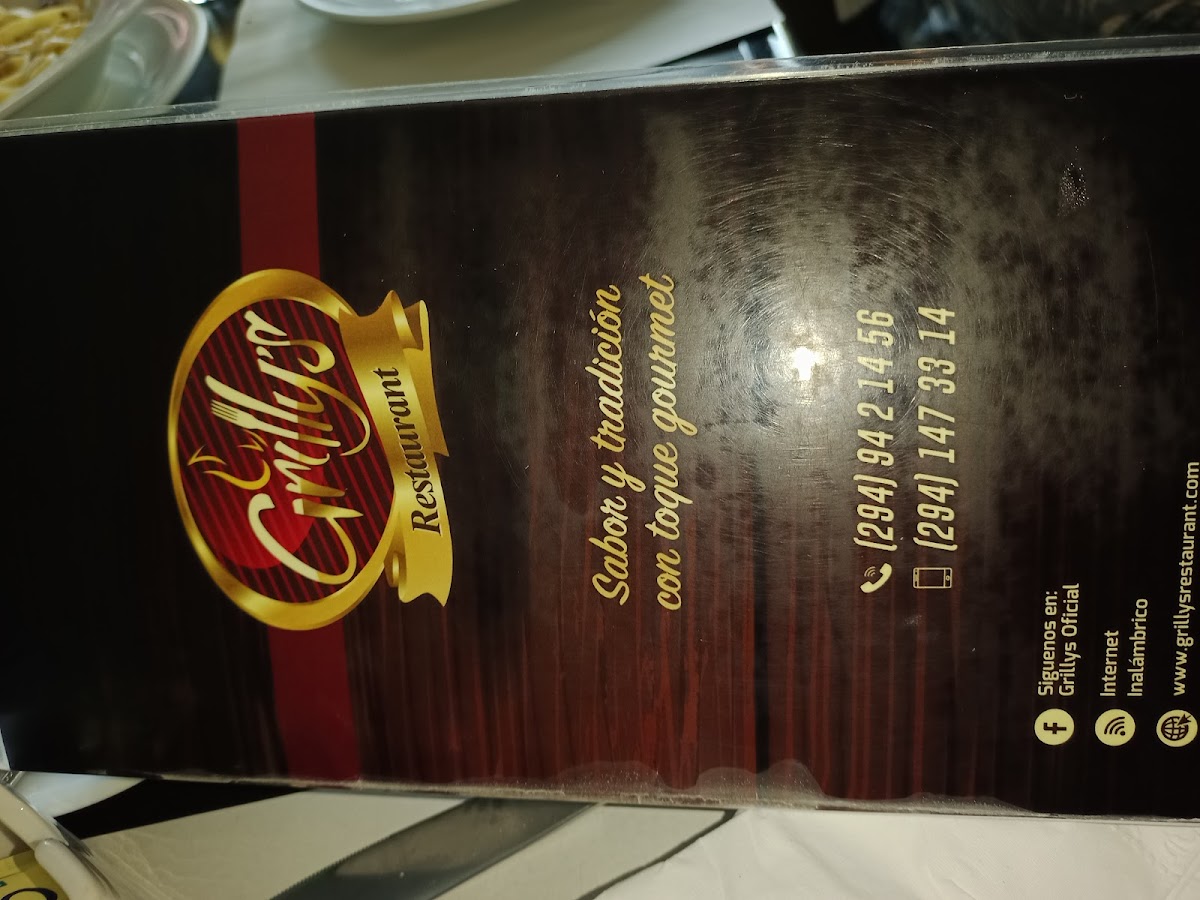 Grilly's
Restaurant
Sabor y tradición
con toque gourmet
(294) 94 2 14 56
(294) 147 33 14
Siguenos en:
Grillys Oficial
Internet
Inalámbrico
www.grillysrestaurant.com